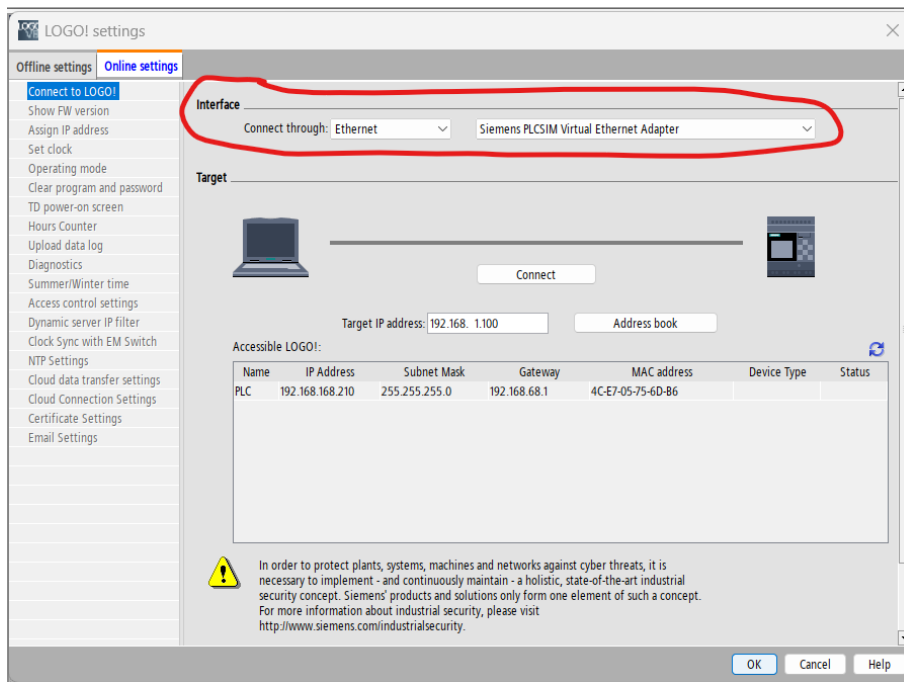 LOGO! settings
Offline settings Online settings
Connect to LOGO!
Show FW version
Assign IP address
Set clock
Operating mode
Clear program and password
TD power-on screen
Hours Counter
Upload data log
Diagnostics
Summer/Winter time
Access control settings
Dynamic server IP filter
Clock Sync with EM Switch
NTP Settings
Cloud data transfer settings
Cloud Connection Settings
Certificate Settings
Email Settings
Interface
Connect through: Ethernet Siemens PLCSIM Virtual Ethernet Adapter
Target
Connect
Target IP address: 192.168. 1.100 Address book
Accessible LOGO!:
Name IP Address Subnet Mask Gateway MAC address Device Type Status
PLC 192.168.168.210 255.255.255.0 192.168.68.1 4C-E7-05-75-6D-B6
In order to protect plants, systems, machines and networks against cyber threats, it is
necessary to implement - and continuously maintain - a holistic, state-of-the-art industrial
security concept. Siemens' products and solutions only form one element of such a concept.
For more information about industrial security, please visit
http://www.siemens.com/industrialsecurity.
OK Cancel Help